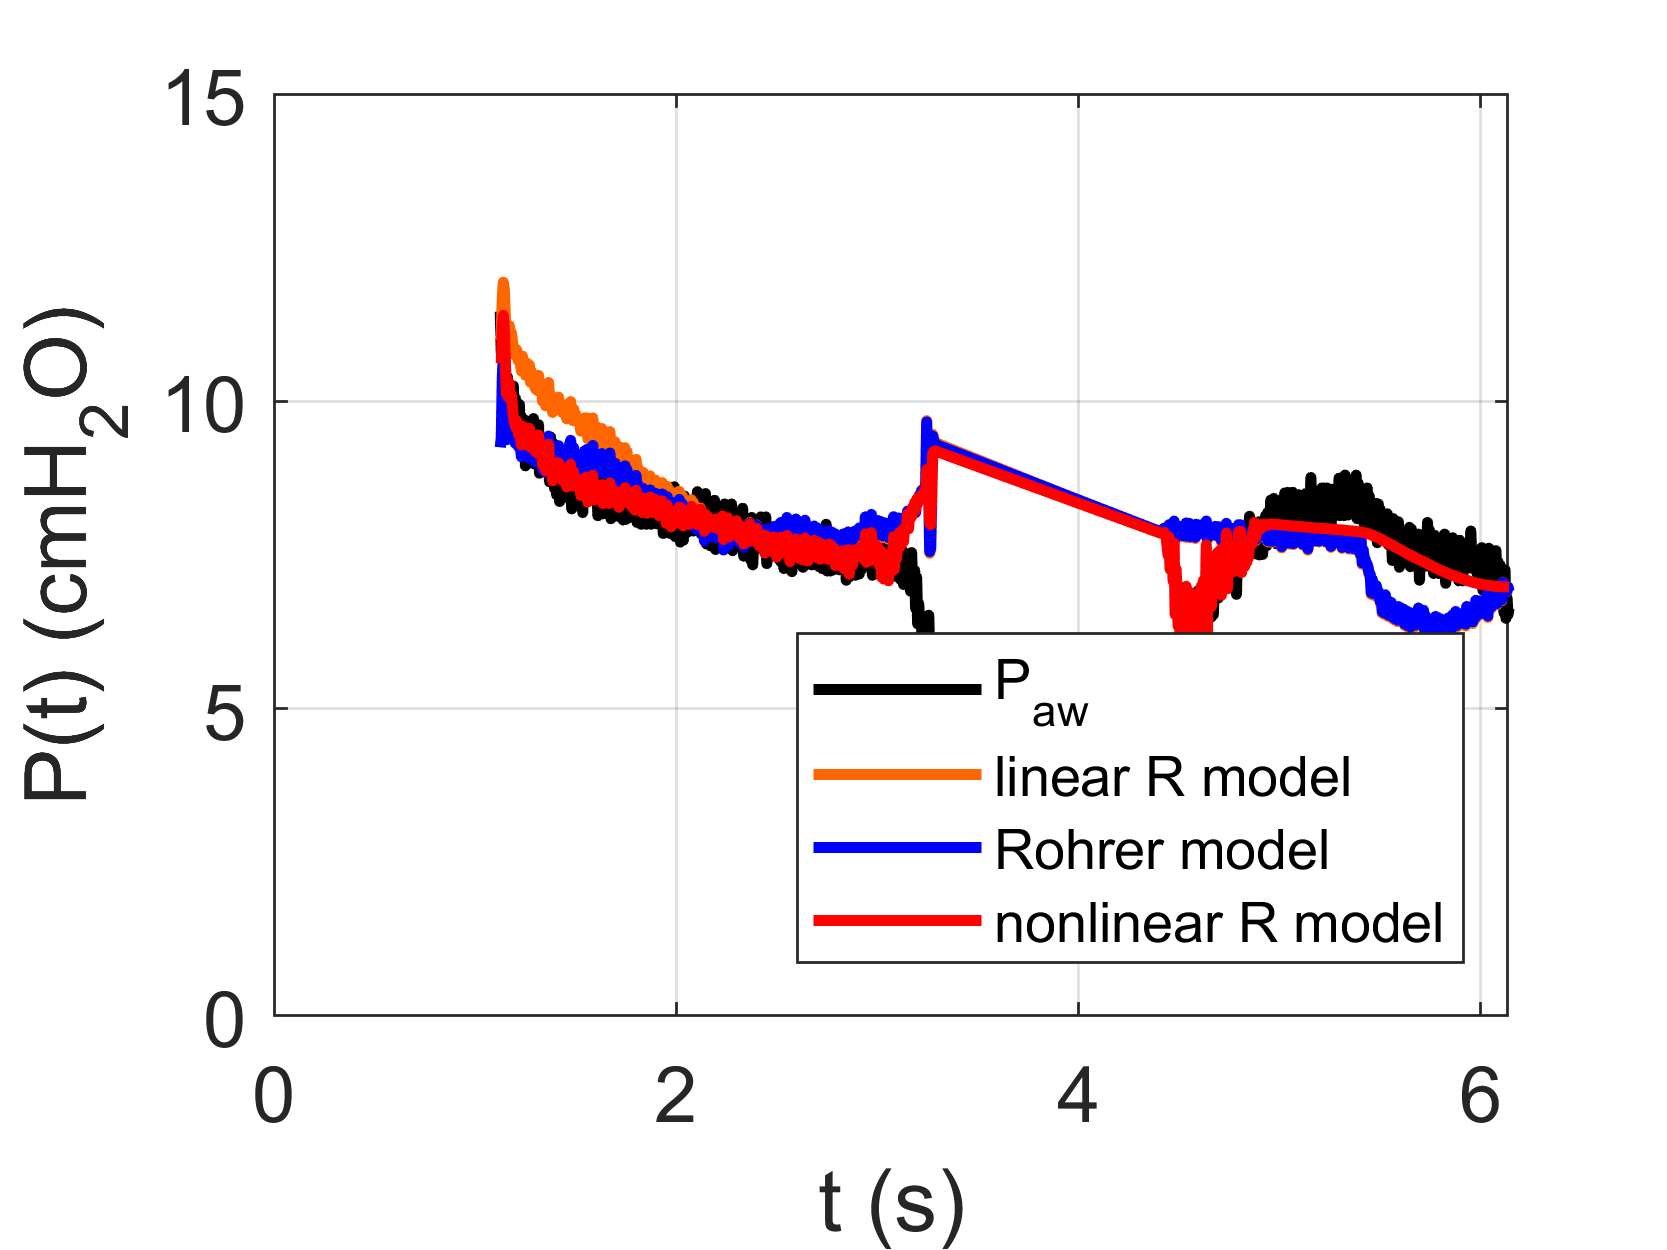 15
10
5
0
P(t) (cmH2O)
0 2 4 6
t (s)
Paw
linear R model
Rohrer model
nonlinear R model